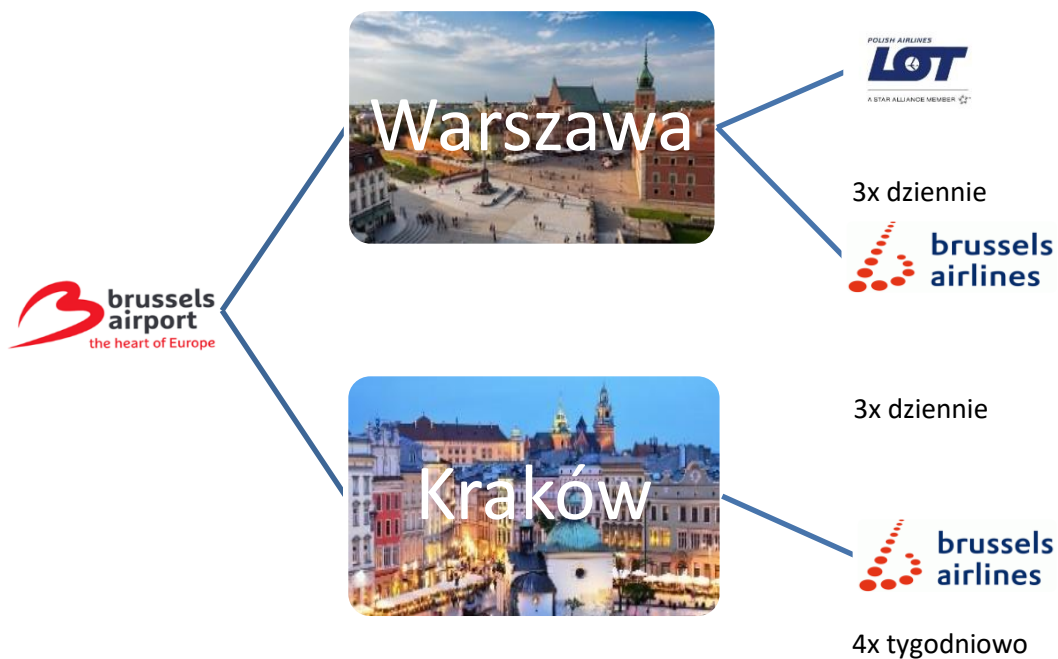 brussels
airport
the heart of Europe
Warszawa
POLISH AIRLINES
LOT
A STAR ALLIANCE MEMBER
3x dziennie
brussels
airlines
3x dziennie
Kraków
brussels
airlines
4x tygodniowo